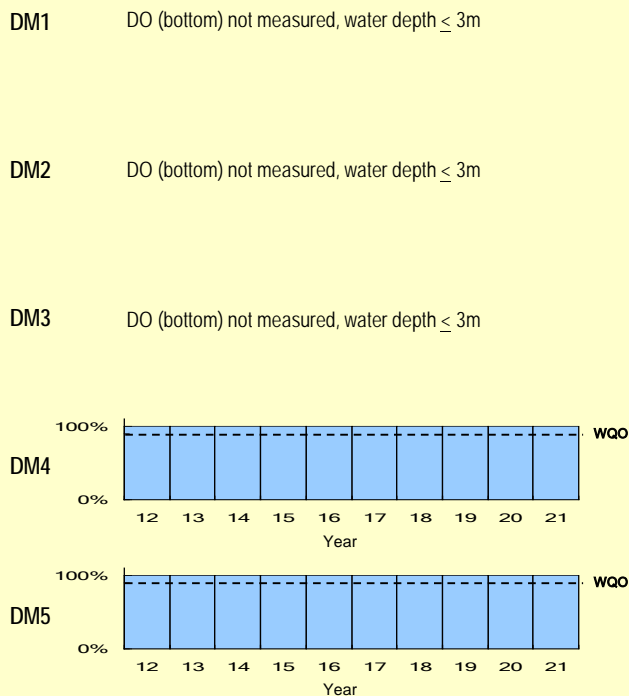 DM1 DO (bottom) not measured, water depth ≤ 3m
DM2 DO (bottom) not measured, water depth ≤ 3m
DM3 DO (bottom) not measured, water depth ≤ 3m
100%
WQO
DM4
0%
12 13 14 15 16 17 18 19 20 21
Year
100%
WQO
DM5
0%
12 13 14 15 16 17 18 19 20 21
Year